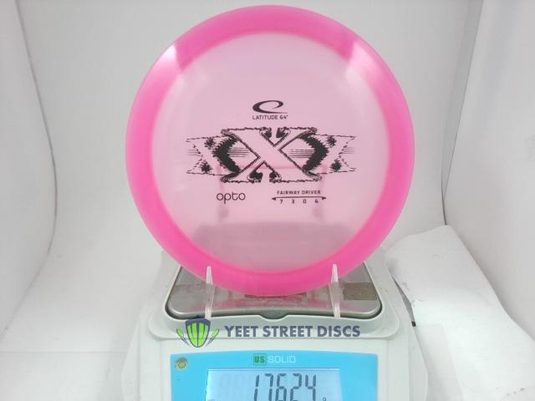 LATITUDE 64°
X
opto
FAIRWAY DRIVER
7 3 0 4
YEET STREET DISCS
US SOLID
176.24 g